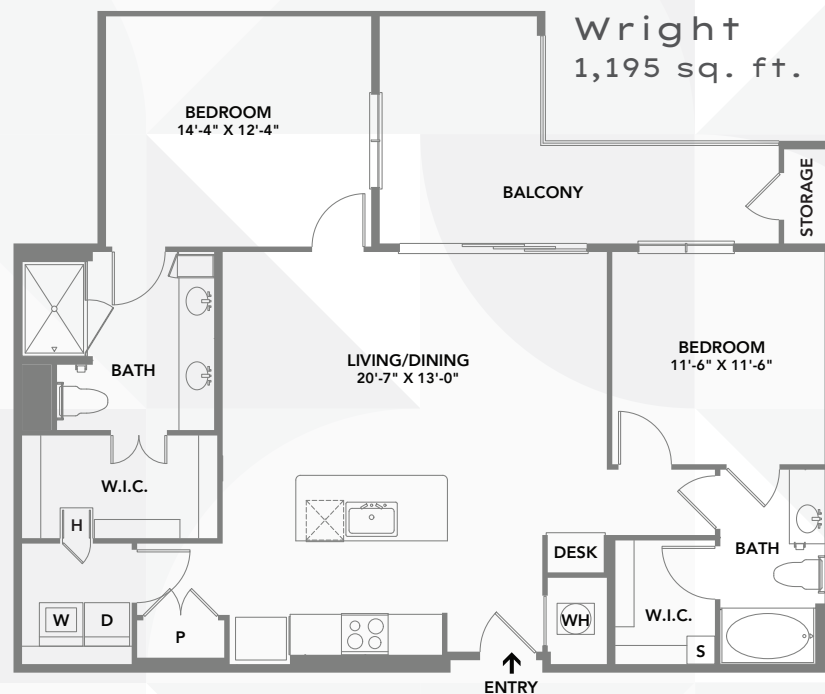 Wright
1,195 sq. ft.
BEDROOM
14'-4" X 12'-4"
BALCONY
STORAGE
LIVING/DINING
20'-7" X 13'-0"
BEDROOM
11'-6" X 11'-6"
BATH
W.I.C.
H
W
D
P
DESK
WH
BATH
W.I.C.
S
ENTRY